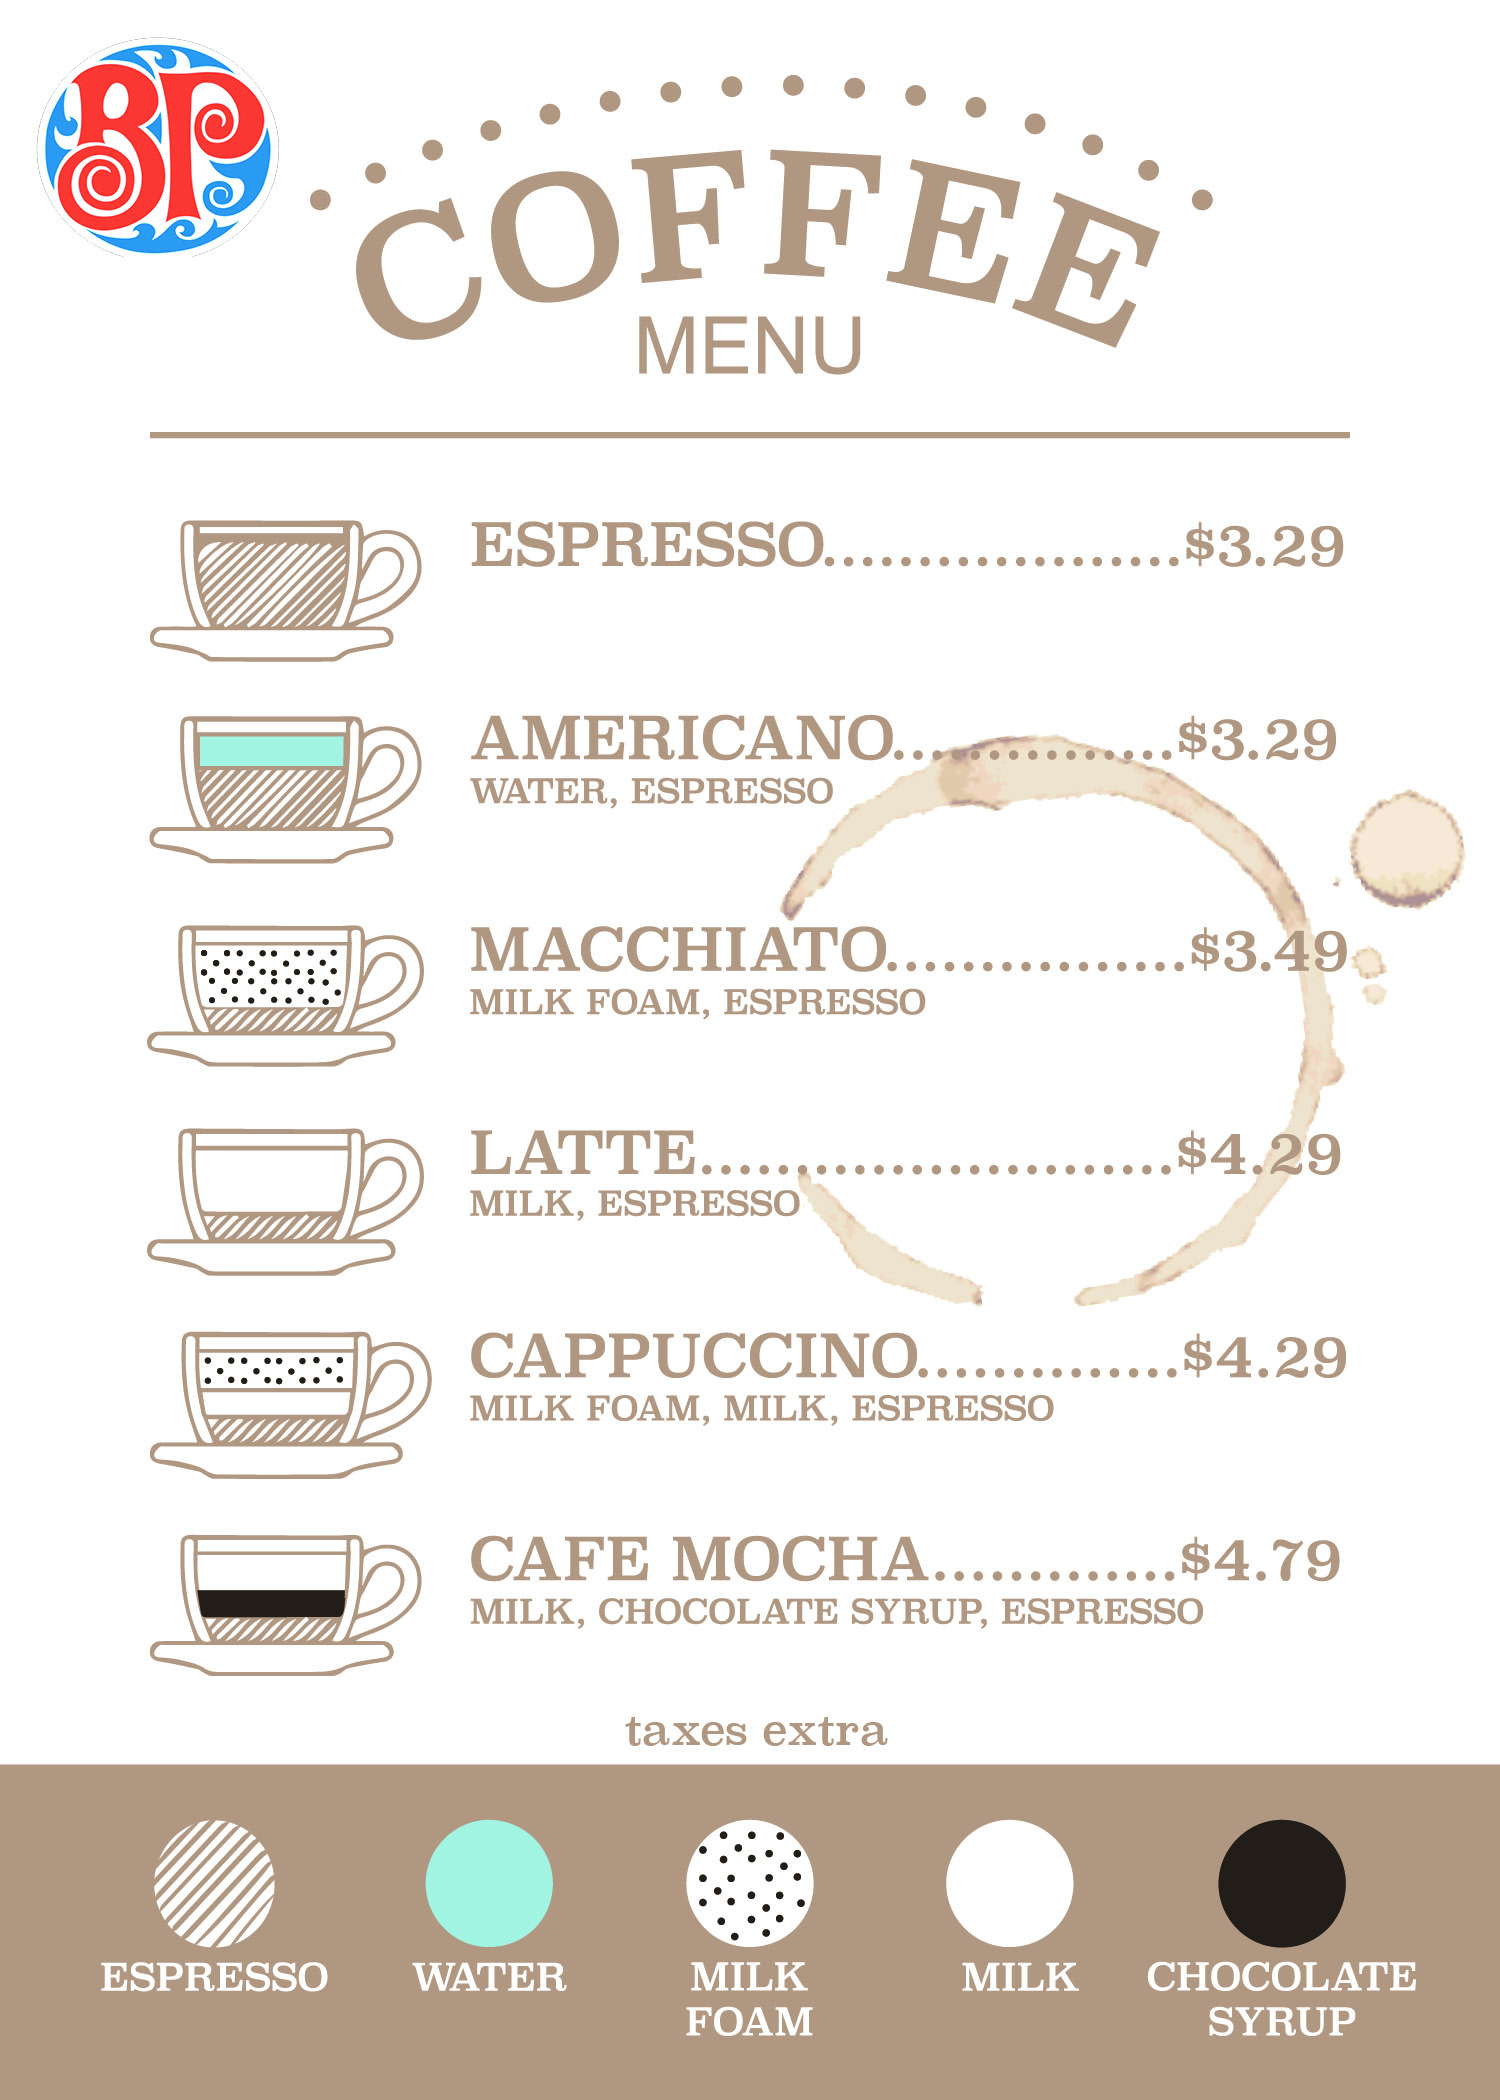 BP
COFFEE
MENU
ESPRESSO...................$3.29
AMERICANO...............$3.29
WATER, ESPRESSO
MACCHIATO................$3.49
MILK FOAM, ESPRESSO
LATTE.........................$4.29
MILK, ESPRESSO
CAPPUCCINO..............$4.29
MILK FOAM, MILK, ESPRESSO
CAFE MOCHA.............$4.79
MILK, CHOCOLATE SYRUP, ESPRESSO
taxes extra
ESPRESSO WATER MILK MILK CHOCOLATE
FOAM SYRUP